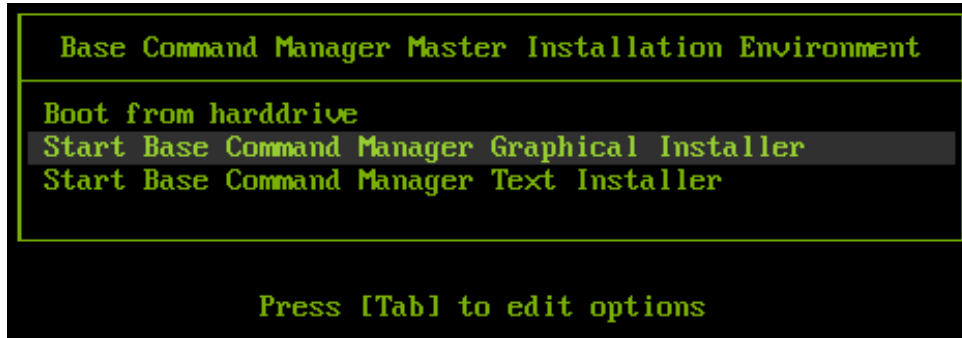 Base Command Manager Master Installation Environment
Boot from harddrive
Start Base Command Manager Graphical Installer
Start Base Command Manager Text Installer
Press [Tab] to edit options